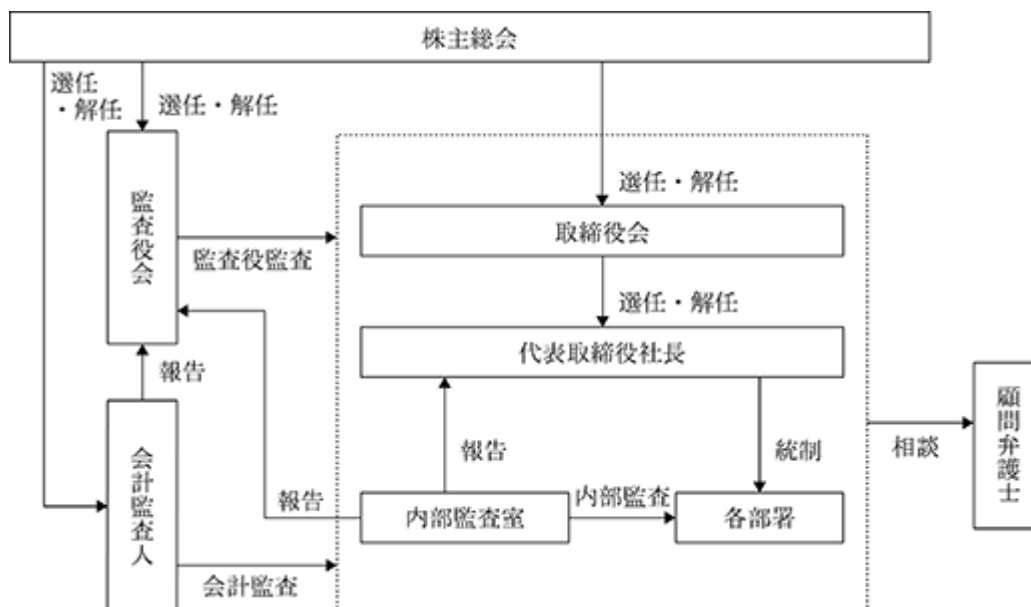 株主総会
選任
・解任
選任・解任
選任・解任
監査役会
取締役会
監査役監査
選任・解任
代表取締役社長
報告
顧問弁護士
会計監査人
報告
統制
相談
報告
内部監査室
内部監査
各部署
会計監査